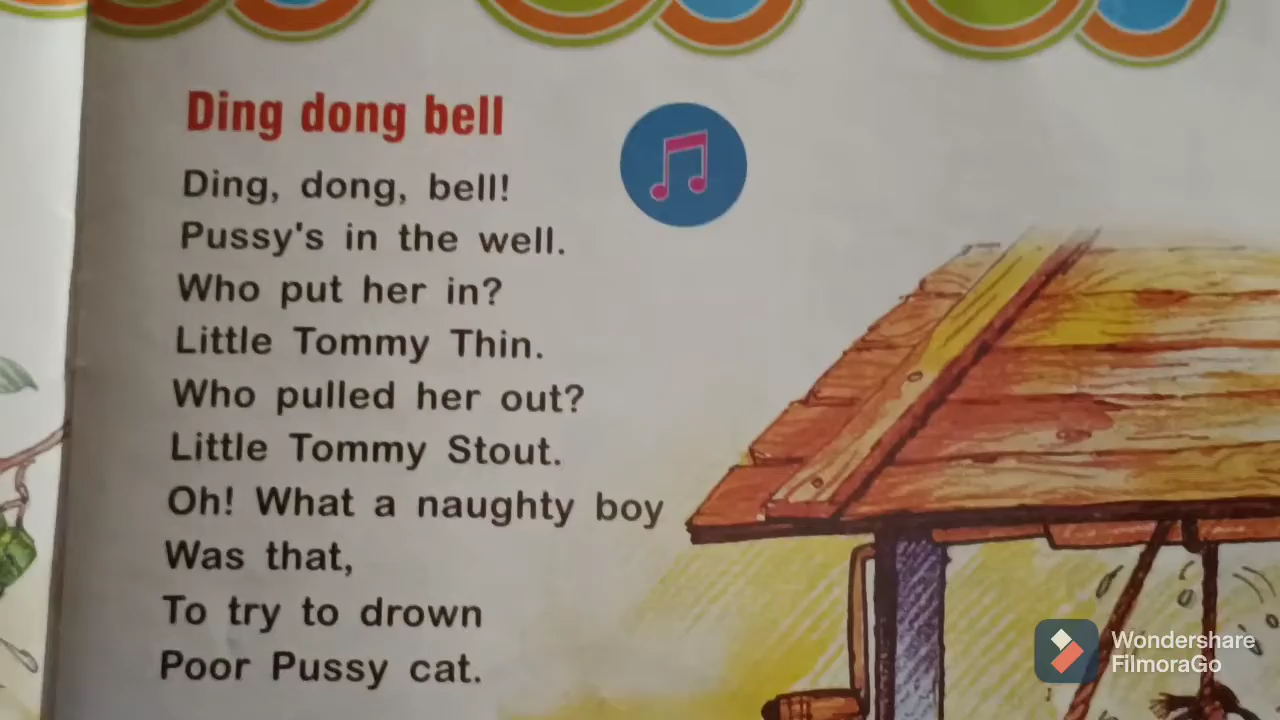 Ding dong bell
Ding, dong, bell!
Pussy's in the well.
Who put her in?
Little Tommy Thin.
Who pulled her out?
Little Tommy Stout.
Oh! What a naughty boy
Was that,
To try to drown
Poor Pussy cat.
Wondershare
FilmoraGo